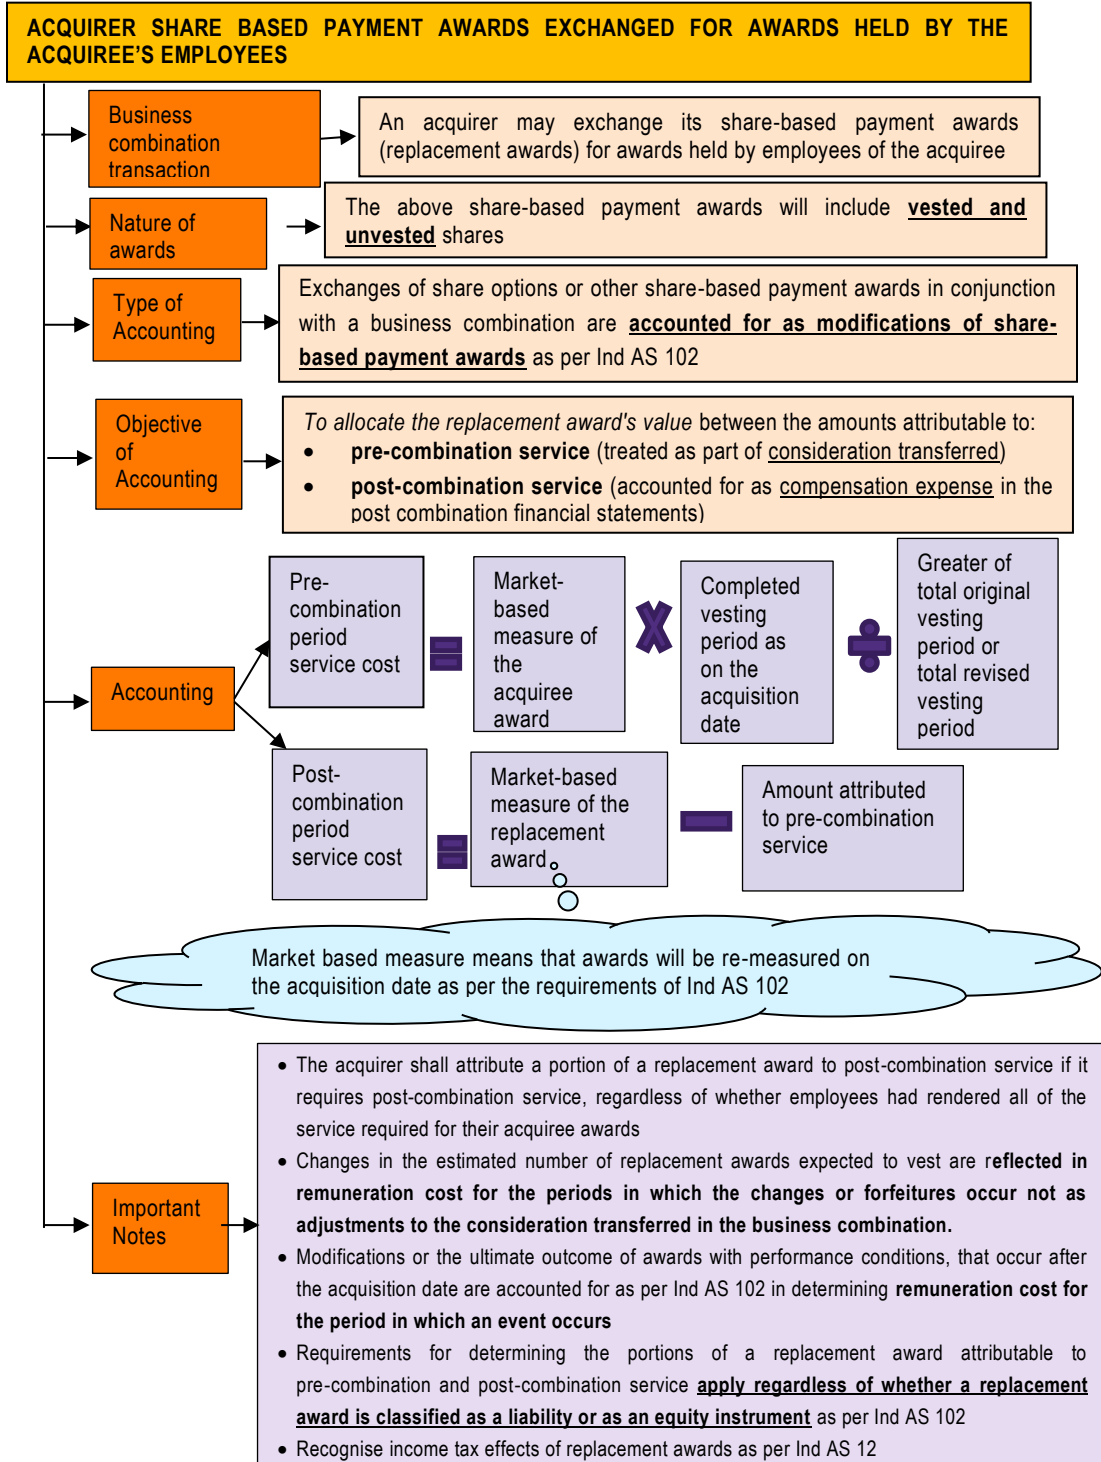 ACQUIRER SHARE BASED PAYMENT AWARDS EXCHANGED FOR AWARDS HELD BY THE
ACQUIREE'S EMPLOYEES
Business
combination
transaction
An acquirer may exchange its share-based payment awards
(replacement awards) for awards held by employees of the acquiree
Nature of
awards
The above share-based payment awards will include vested and
unvested shares
Type of
Accounting
Exchanges of share options or other share-based payment awards in conjunction
with a business combination are accounted for as modifications of share-
based payment awards as per Ind AS 102
Objective
of
Accounting
To allocate the replacement award's value between the amounts attributable to:
• pre-combination service (treated as part of consideration transferred)
• post-combination service (accounted for as compensation expense in the
post combination financial statements)
Accounting
Pre-
combination
period
service cost
Market-
based
measure of
the
acquiree
award
Completed
vesting
period as
on the
acquisition
date
Greater of
total original
vesting
period or
total revised
vesting
period
Post-
combination
period
service cost
Market-based
measure of the
replacement
award
Amount attributed
to pre-combination
service
Market based measure means that awards will be re-measured on
the acquisition date as per the requirements of Ind AS 102
Important
Notes
• The acquirer shall attribute a portion of a replacement award to post-combination service if it
requires post-combination service, regardless of whether employees had rendered all of the
service required for their acquiree awards
• Changes in the estimated number of replacement awards expected to vest are reflected in
remuneration cost for the periods in which the changes or forfeitures occur not as
adjustments to the consideration transferred in the business combination.
• Modifications or the ultimate outcome of awards with performance conditions, that occur after
the acquisition date are accounted for as per Ind AS 102 in determining remuneration cost for
the period in which an event occurs
• Requirements for determining the portions of a replacement award attributable to
pre-combination and post-combination service apply regardless of whether a replacement
award is classified as a liability or as an equity instrument as per Ind AS 102
• Recognise income tax effects of replacement awards as per Ind AS 12